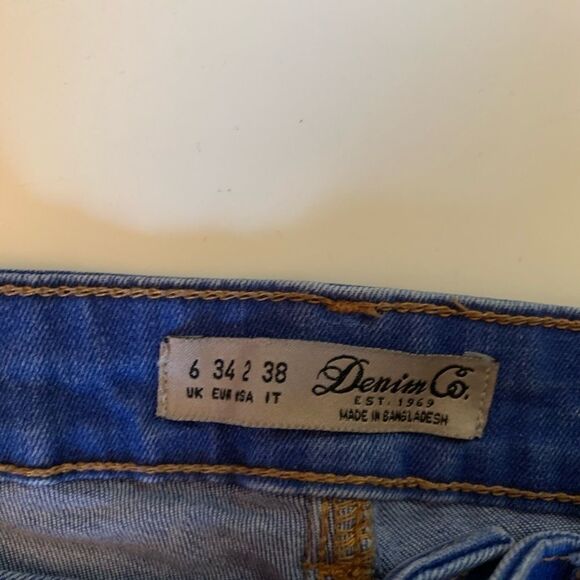 6 34 2 38
UK EUR USA IT
Denim Co.
EST. 1969
MADE IN BANGLADESH